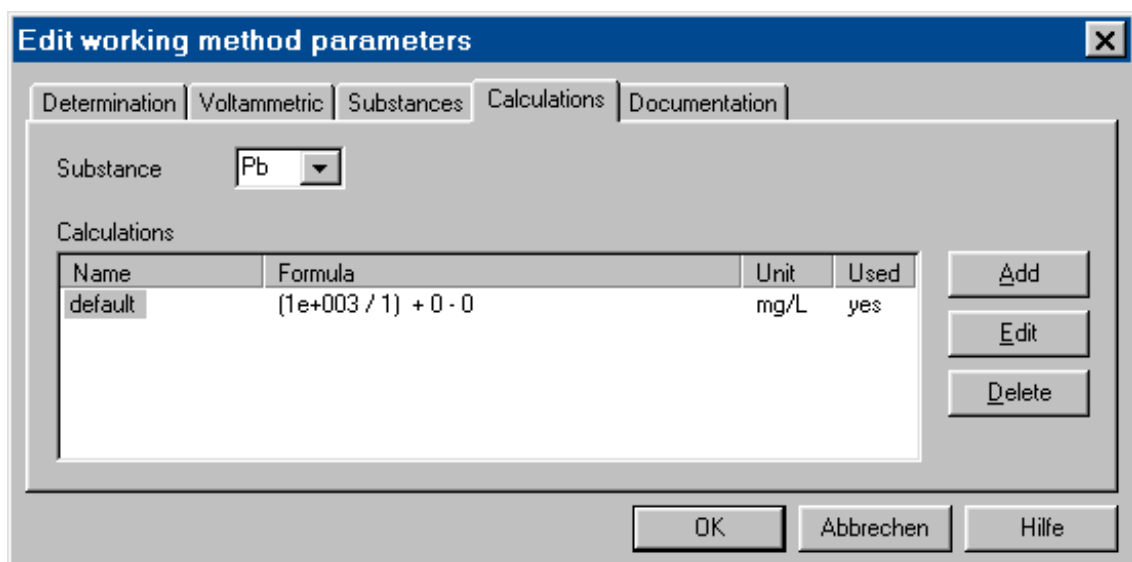 Edit working method parameters
Determination Voltammetric Substances Calculations Documentation
Substance Pb
Calculations
Name Formula Unit Used
default (1e+003 / 1) + 0 - 0 mg/L yes
Add
Edit
Delete
OK Abbrechen Hilfe